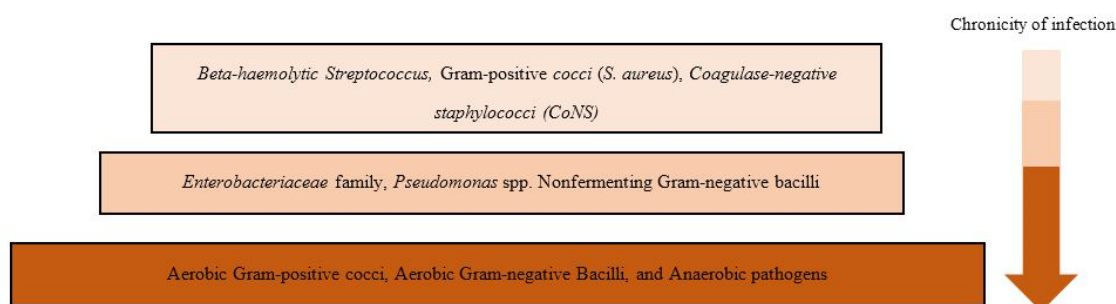 Chronicity of infection
Beta-haemolytic Streptococcus, Gram-positive cocci (S. aureus), Coagulase-negative
staphylococci (CoNS)
Enterobacteriaceae family, Pseudomonas spp. Nonfermenting Gram-negative bacilli
Aerobic Gram-positive cocci, Aerobic Gram-negative Bacilli, and Anaerobic pathogens